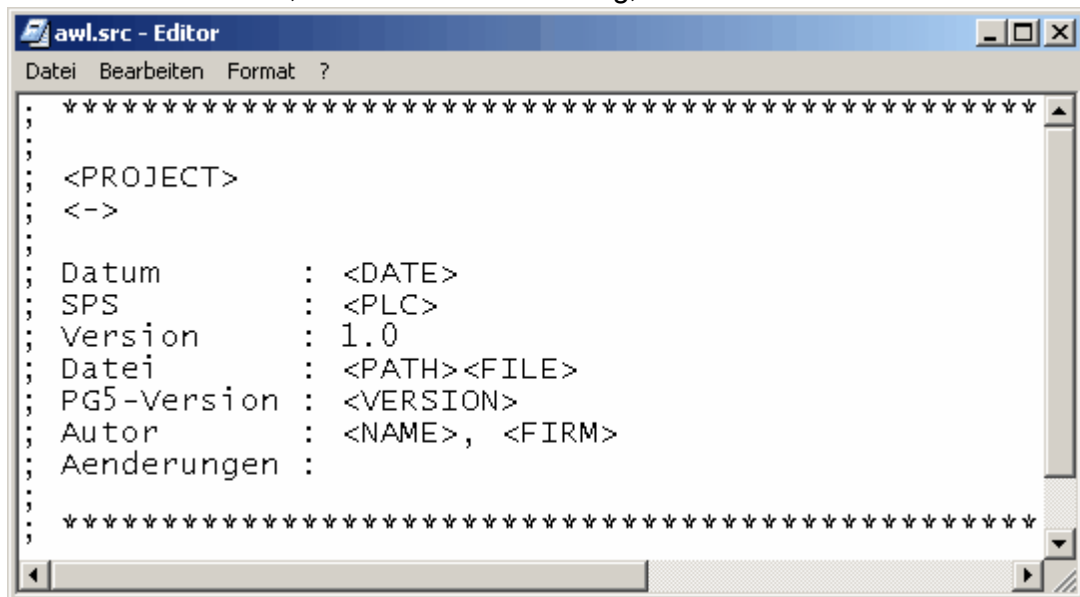 awl.src - Editor
Datei Bearbeiten Format ?
; *************************************************
;
; <PROJECT>
; <->
;
; Datum : <DATE>
; SPS : <PLC>
; Version : 1.0
; Datei : <PATH><FILE>
; PG5-Version : <VERSION>
; Autor : <NAME>, <FIRM>
; Aenderungen :
;
; *************************************************